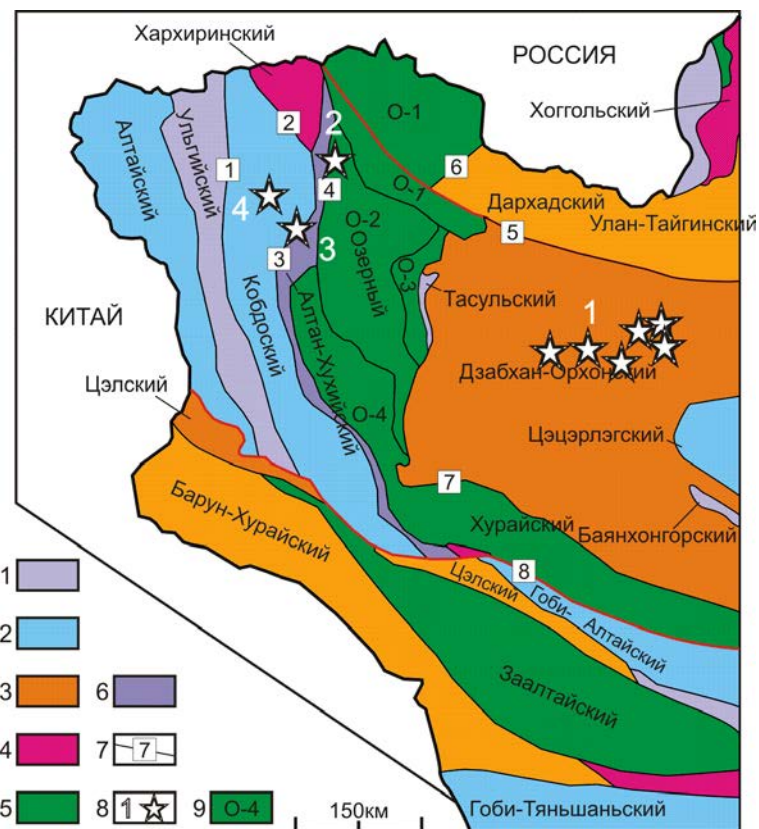 Хархиринский
РОССИЯ
Хоггольский
О-1
2
2
Алтайский
Ульгийский
1
6
4
4
О-1
О-2
Дархадский
Улан-Тайгинский
5
3
3
Озерный
О-3
КИТАЙ
Кобдоский
Алтан-Хухийский
Тасульский
1
Дзабхан-Орхонский
Цэлский
О-4
Цэцэрлэгский
7
Барун-Хурайский
Хурайский
Баянхонгорский
8
Цэлский
Гоби-Алтайский
Заалтайский
1
2
3
6
4
7
7
5
8
1
9
О-4
150км
Гоби-Тяньшаньский